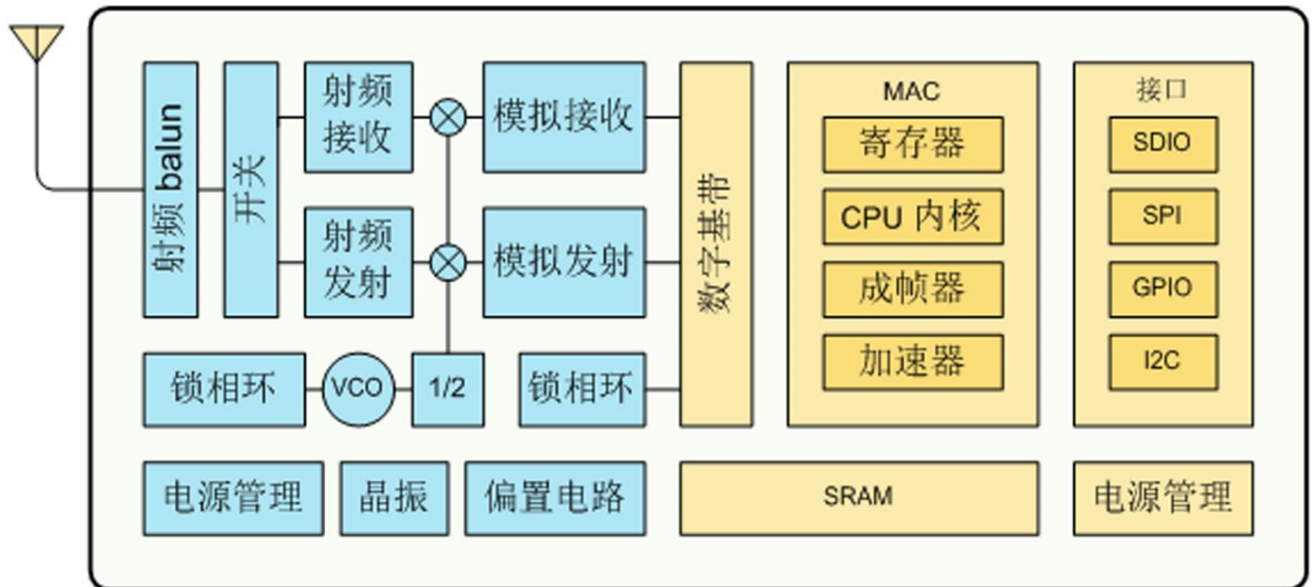 射频 balun
开关
射频
接收
模拟接收
射频
发射
模拟发射
锁相环
VCO
1/2
锁相环
数字基带
MAC
寄存器
CPU 内核
成帧器
加速器
接口
SDIO
SPI
GPIO
I2C
电源管理
晶振
偏置电路
SRAM
电源管理